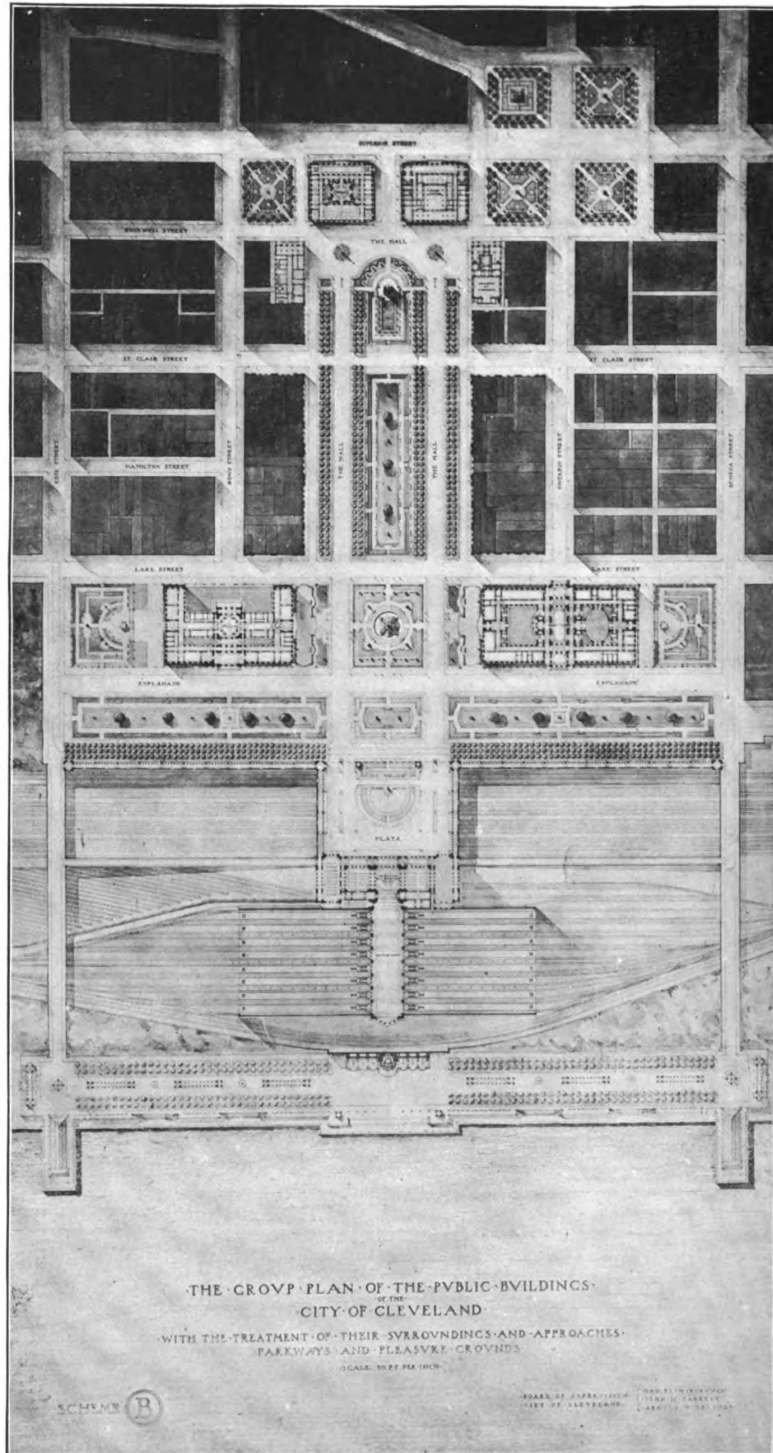 SUPERIOR STREET
ROCKWELL STREET
THE MALL
ST. CLAIR STREET
ST. CLAIR STREET
ERIE STREET
HAMILTON STREET
BOND STREET
THE MALL
THE MALL
ONTARIO STREET
SENECA STREET
LAKE STREET
LAKE STREET
ESPLANADE
ESPLANADE
PLAZA
·THE·GROVP·PLAN·OF·THE·PVBLIC·BVILDINGS·
·OF THE·
CITY·OF·CLEVELAND
·WITH·THE·TREATMENT·OF·THEIR·SVRROVNDINGS·AND·APPROACHES·
·PARKWAYS·AND·PLEASVRE·GROVNDS·
SCHEME B
BOARD OF SVPERVISION
CITY OF CLEVELAND